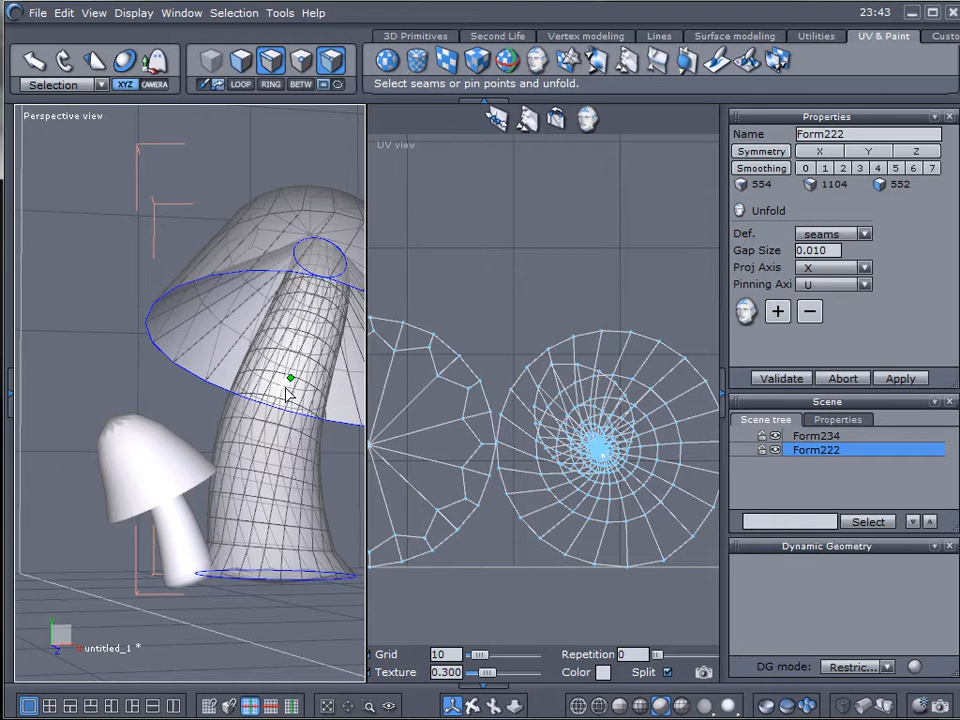 File Edit View Display Window Selection Tools Help 23:43
3D Primitives Second Life Vertex modeling Lines Surface modeling Utilities UV & Paint Custo
Selection XYZ CAMERA LOOP RING BETW
Select seams or pin points and unfold.
Perspective view
UV view
untitled_1 *
Y
X
Z
Grid 10 Repetition 0
Texture 0.300 Color Split
Properties
Name Form222
Symmetry X Y Z
Smoothing 0 1 2 3 4 5 6 7
554 1104 552
Unfold
Def. seams
Gap Size 0.010
Proj Axis X
Pinning Axi U
+ −
Validate Abort Apply
Scene
Scene tree Properties
Form234
Form222
Select
Dynamic Geometry
DG mode: Restric...